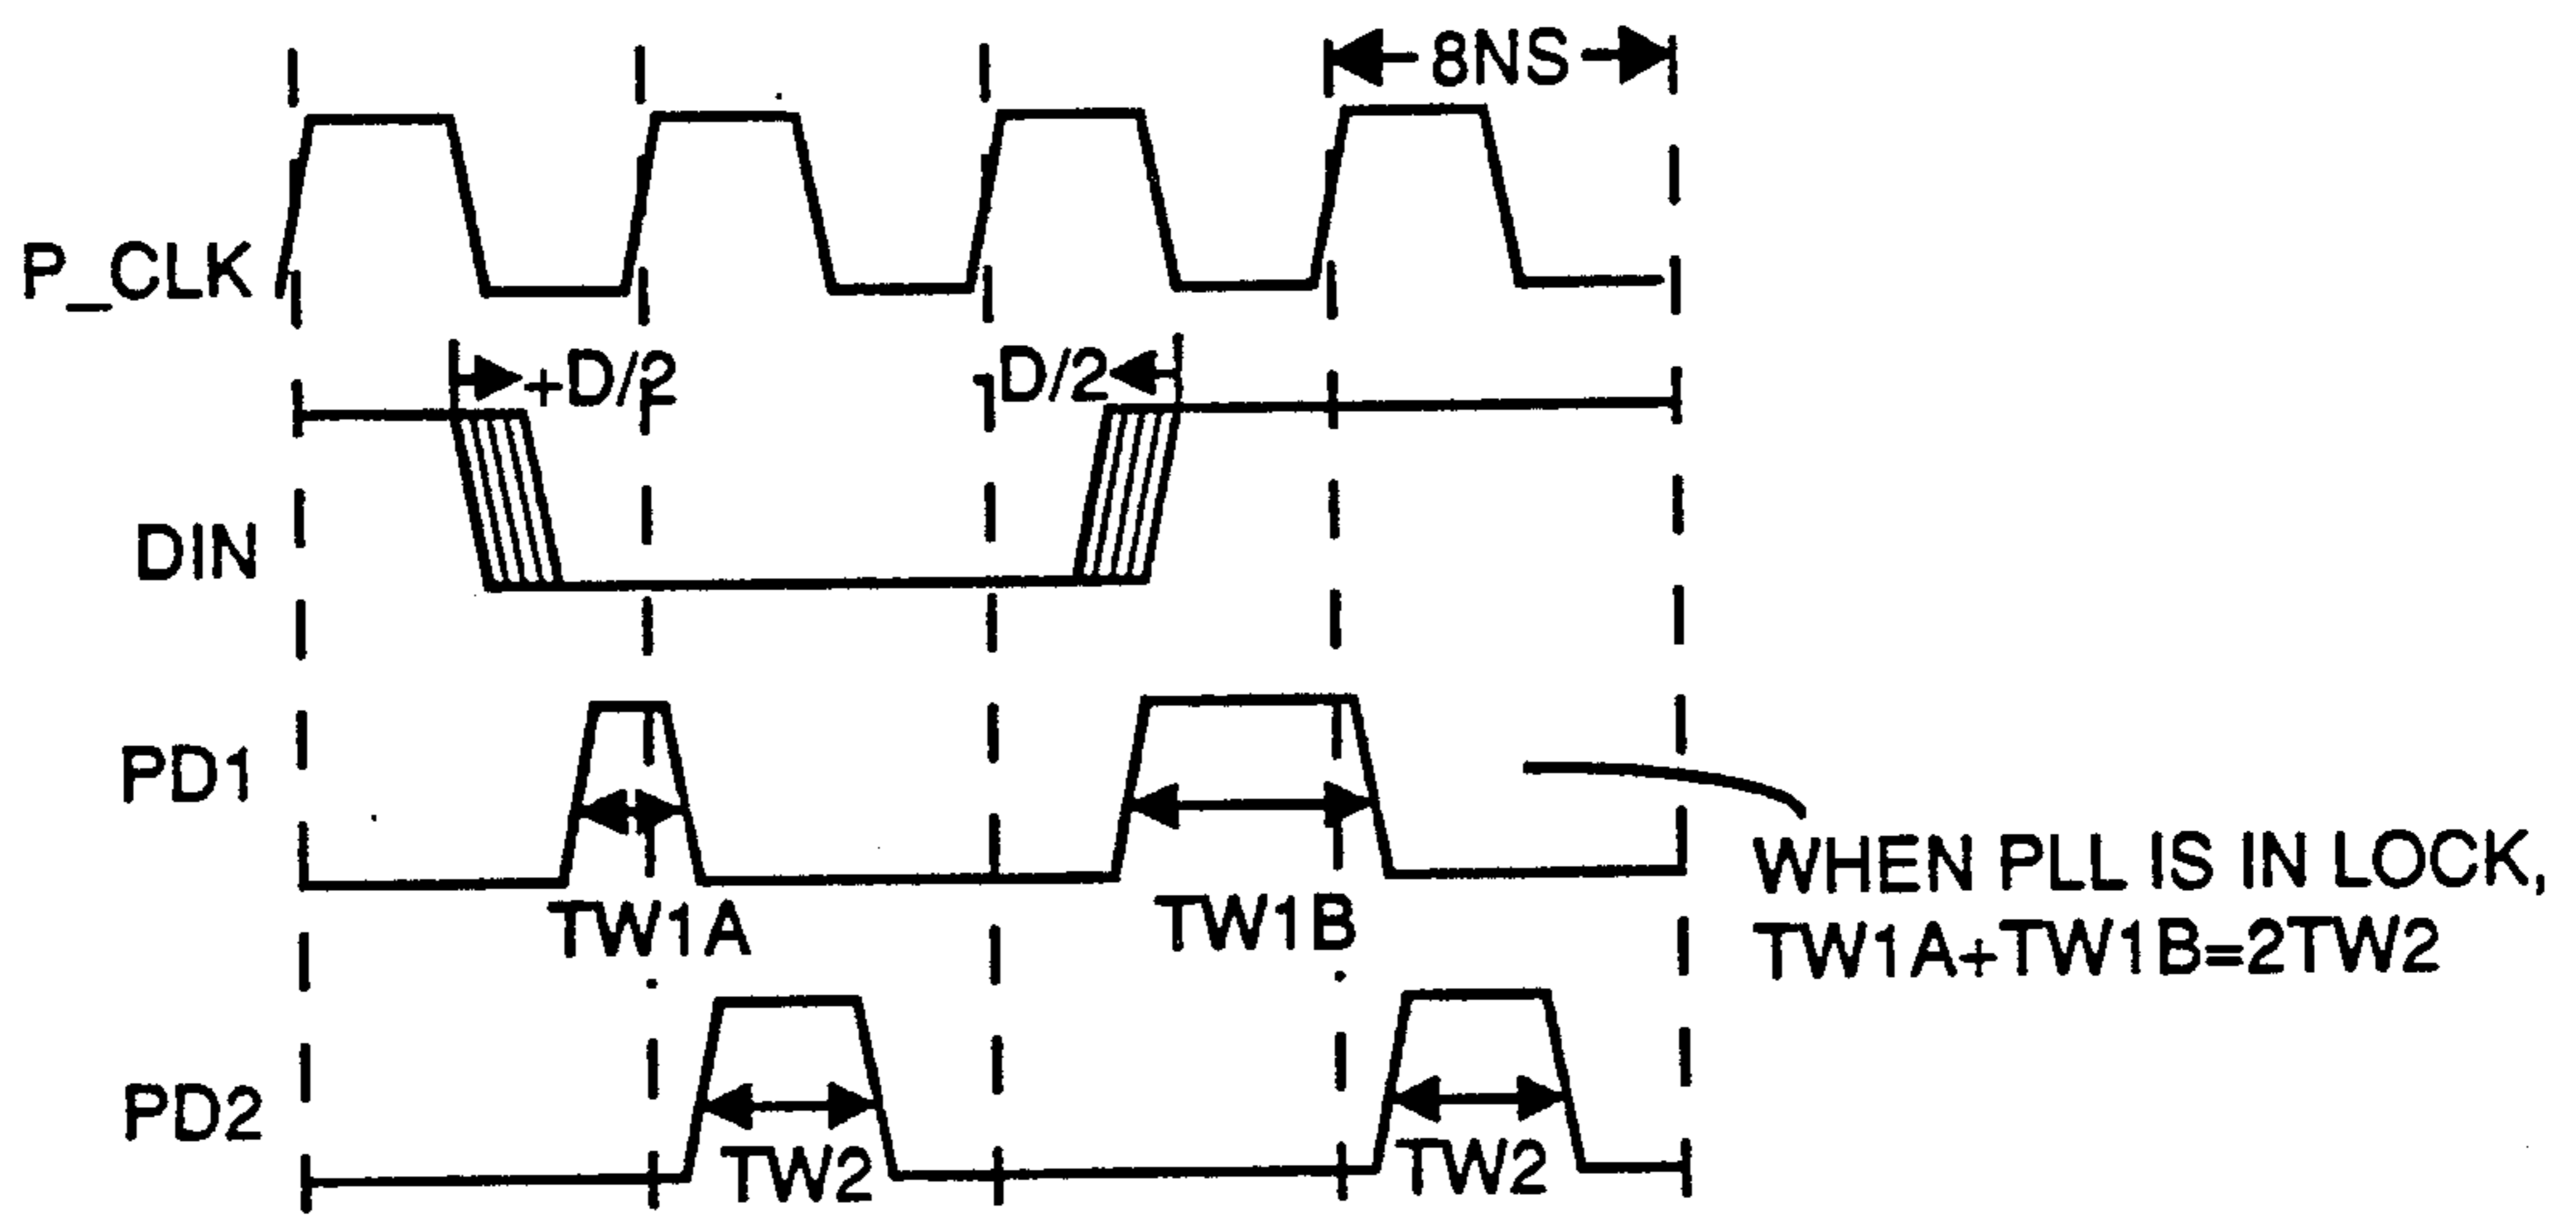 8NS
P_CLK
+D/2
-D/2
DIN
PD1
TW1A
TW1B
WHEN PLL IS IN LOCK,
TW1A+TW1B=2TW2
PD2
TW2
TW2